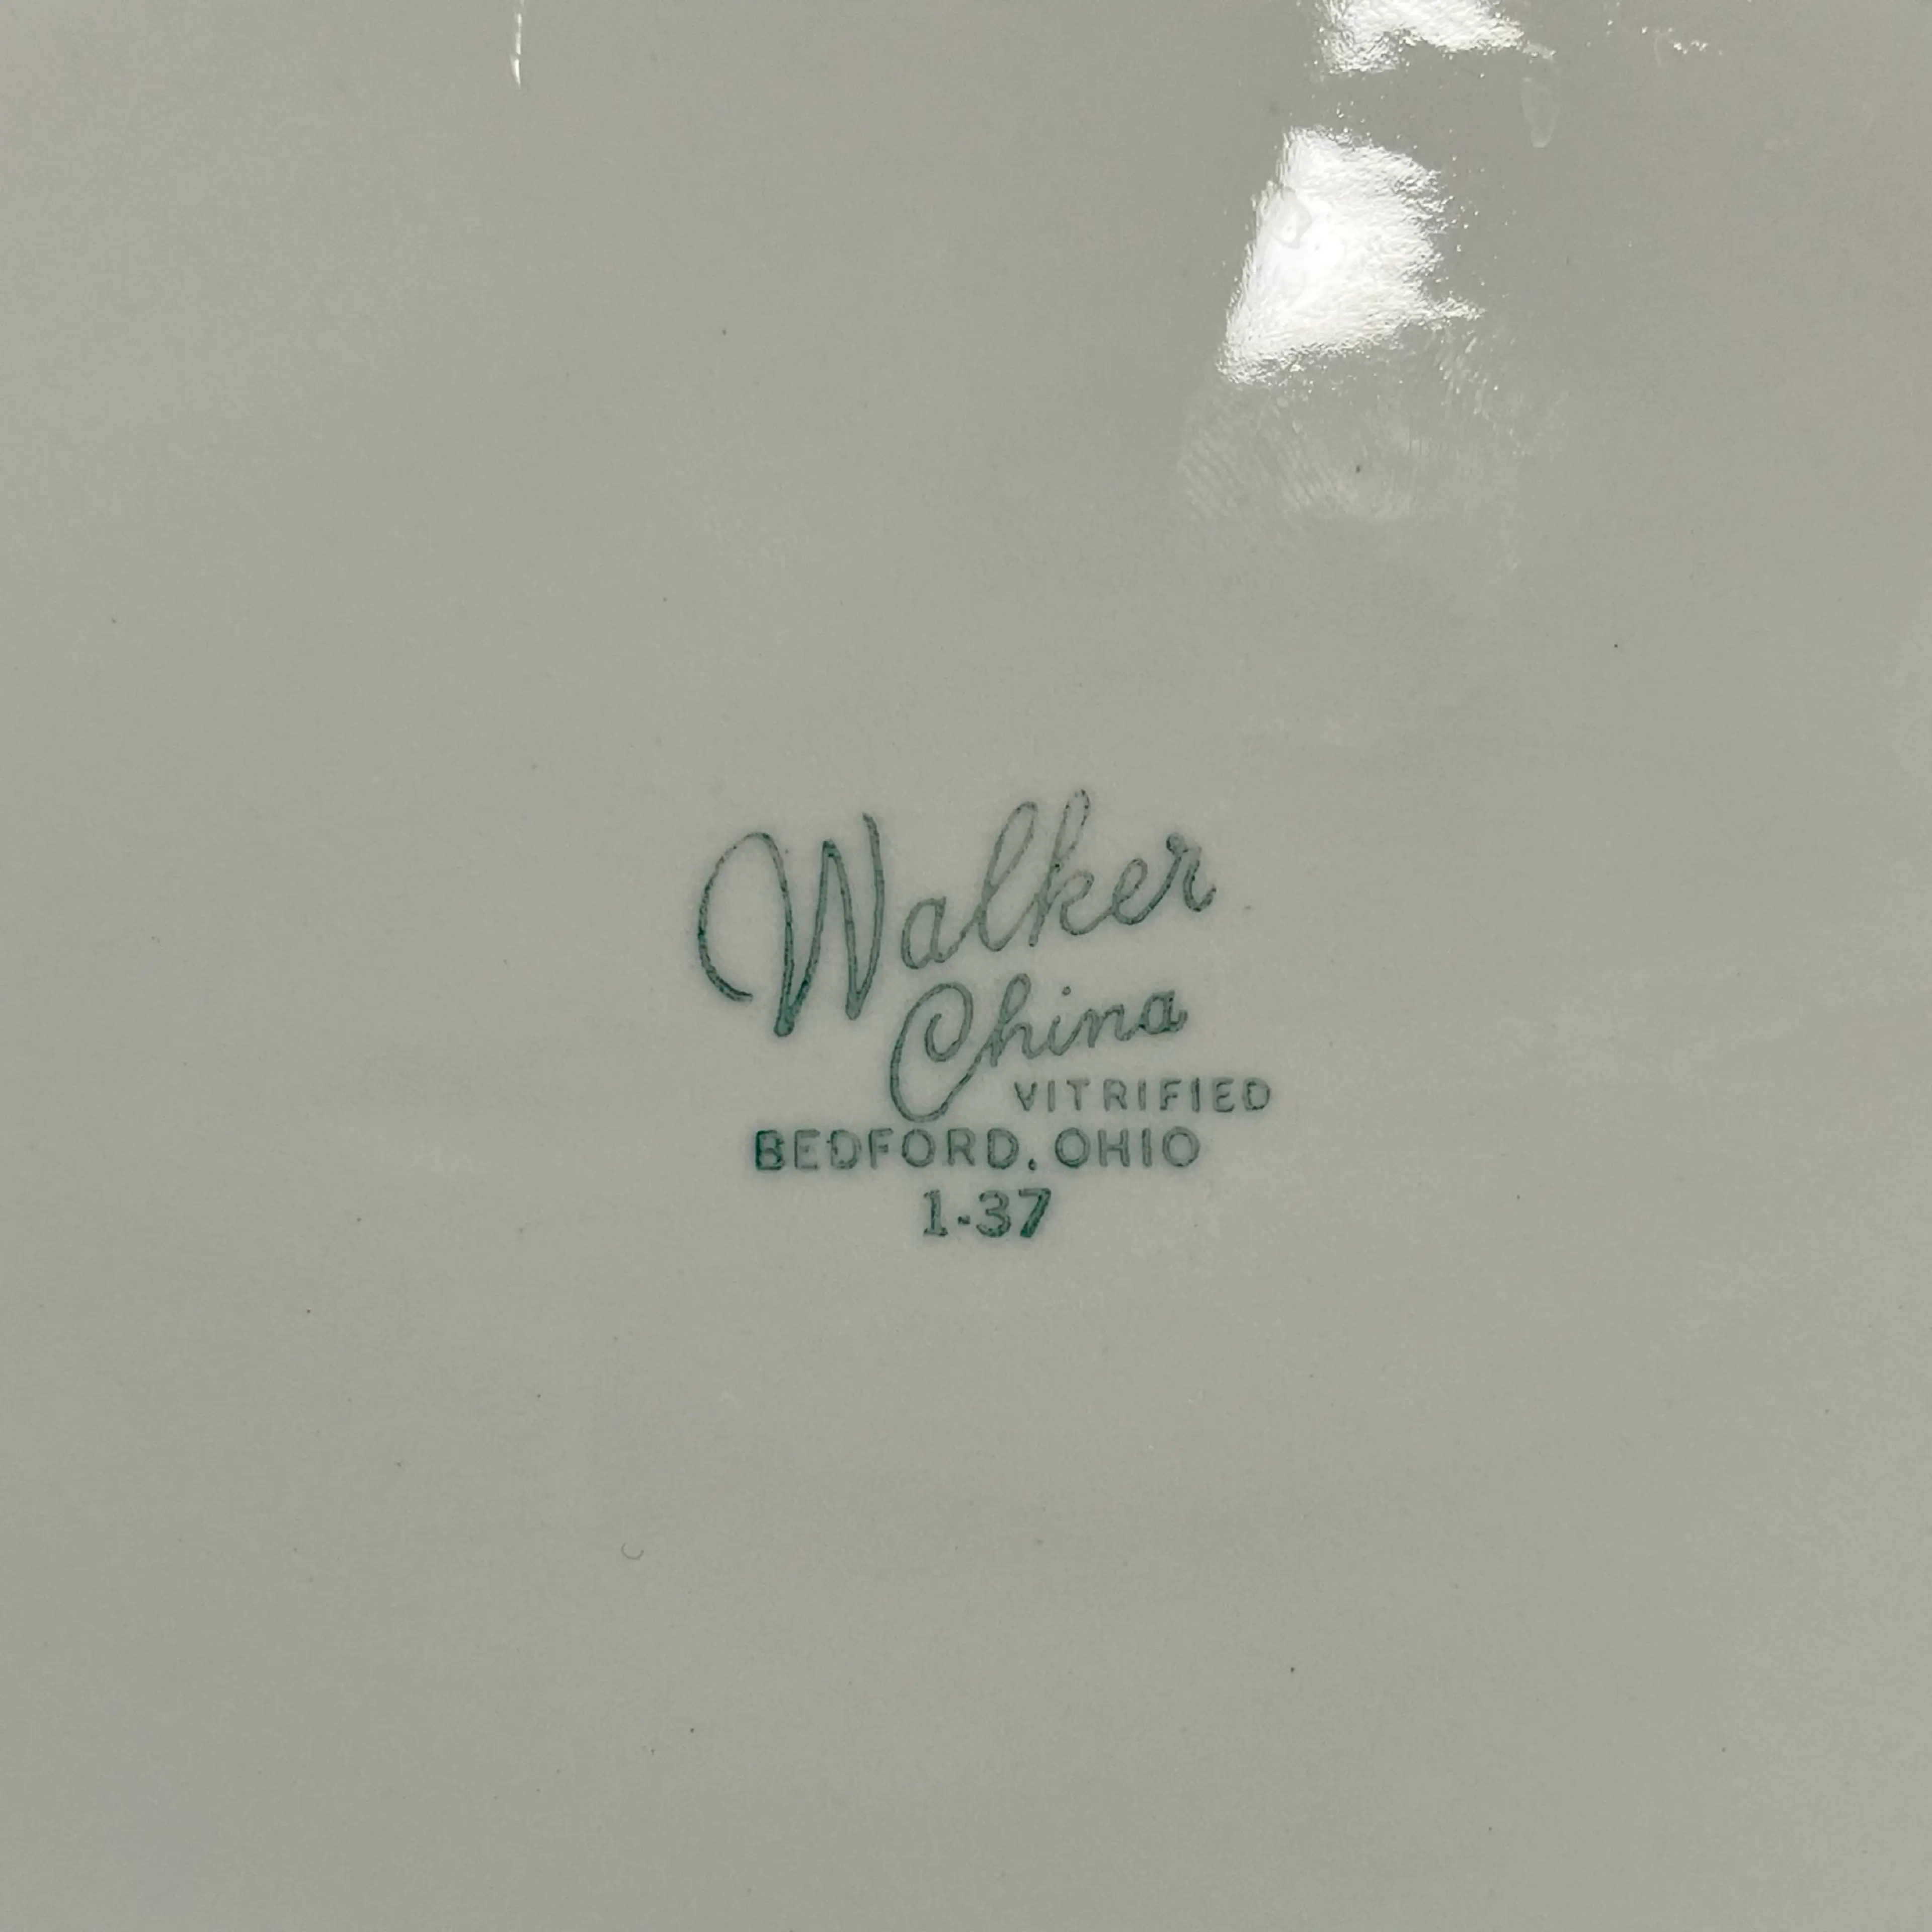 Walker
China
VITRIFIED
BEDFORD, OHIO
1-37